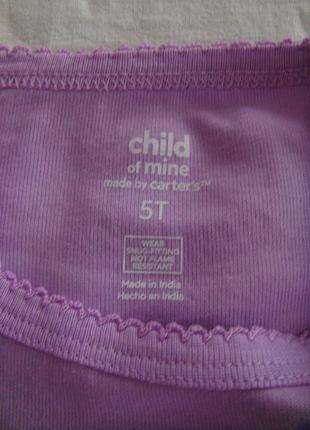 child
of mine
made by carter's™
5T
WEAR
SNUG-FITTING
NOT FLAME
RESISTANT
Made in India
Hecho en India